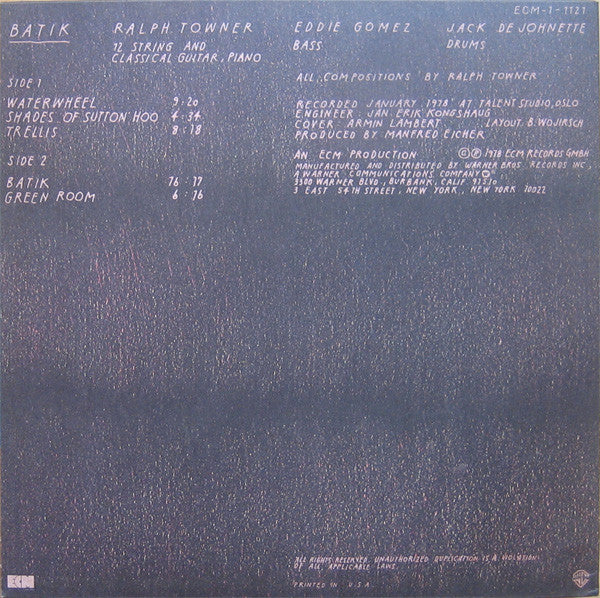 BATIK
RALPH TOWNER
12 STRING AND
CLASSICAL GUITAR, PIANO
EDDIE GOMEZ
BASS
JACK DE JOHNETTE
DRUMS
ECM-1-1121
SIDE 1
WATERWHEEL 9:20
SHADES OF SUTTON HOO 4:34
TRELLIS 8:18
SIDE 2
BATIK 16:17
GREEN ROOM 6:16
ALL COMPOSITIONS BY RALPH TOWNER
RECORDED JANUARY 1978 AT TALENT STUDIO, OSLO
ENGINEER JAN ERIK KONGSHAUG
COVER ARMIN LAMBERT LAYOUT B. WOJIRSCH
PRODUCED BY MANFRED EICHER
AN ECM PRODUCTION © ℗ 1978 ECM RECORDS GMBH
MANUFACTURED AND DISTRIBUTED BY WARNER BROS. RECORDS INC.,
A WARNER COMMUNICATIONS COMPANY
3300 WARNER BLVD., BURBANK, CALIF. 91510
3 EAST 54TH STREET, NEW YORK, NEW YORK 10022
ALL RIGHTS RESERVED. UNAUTHORIZED DUPLICATION IS A VIOLATION
OF ALL APPLICABLE LAWS.
PRINTED IN U.S.A.
ECM